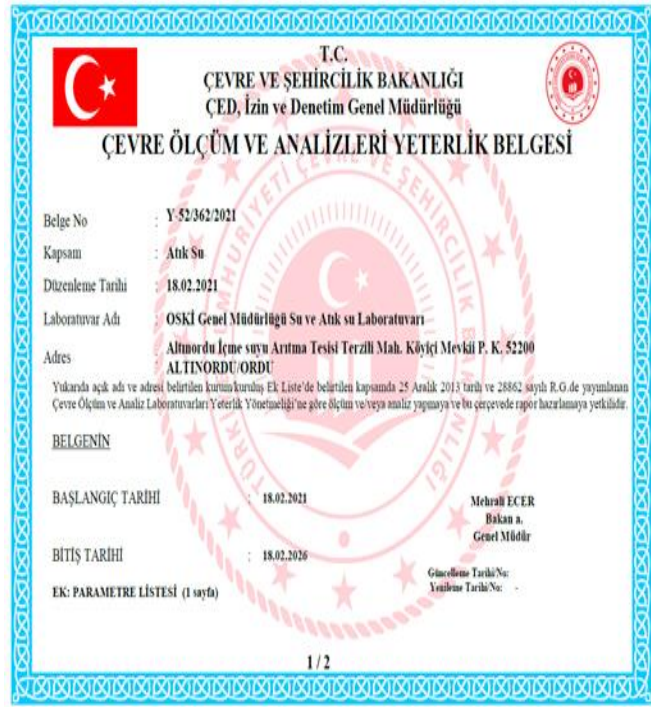 T.C.
ÇEVRE VE ŞEHİRCİLİK BAKANLIĞI
ÇED, İzin ve Denetim Genel Müdürlüğü
ÇEVRE ÖLÇÜM VE ANALİZLERİ YETERLİK BELGESİ
Belge No : Y-52/362/2021
Kapsam : Atık Su
Düzenleme Tarihi : 18.02.2021
Laboratuvar Adı : OSKİ Genel Müdürlüğü Su ve Atık su Laboratuvarı
Adres : Altınordu İçme suyu Arıtma Tesisi Terzili Mah. Köyiçi Mevkii P. K. 52200
ALTINORDU/ORDU
Yukarıda açık adı ve adresi belirtilen kurum/kuruluş Ek Liste'de belirtilen kapsamda 25 Aralık 2013 tarih ve 28862 sayılı R.G.de yayımlanan
Çevre Ölçüm ve Analiz Laboratuvarları Yeterlik Yönetmeliği'ne göre ölçüm ve/veya analiz yapmaya ve bu çerçevede rapor hazırlamaya yetkilidir.
BELGENİN
BAŞLANGIÇ TARİHİ : 18.02.2021
Mehrali ECER
Bakan a.
Genel Müdür
BİTİŞ TARİHİ : 18.02.2026
Güncelleme Tarihi/No:
Yenileme Tarihi/No: -
EK: PARAMETRE LİSTESİ (1 sayfa)
1 / 2